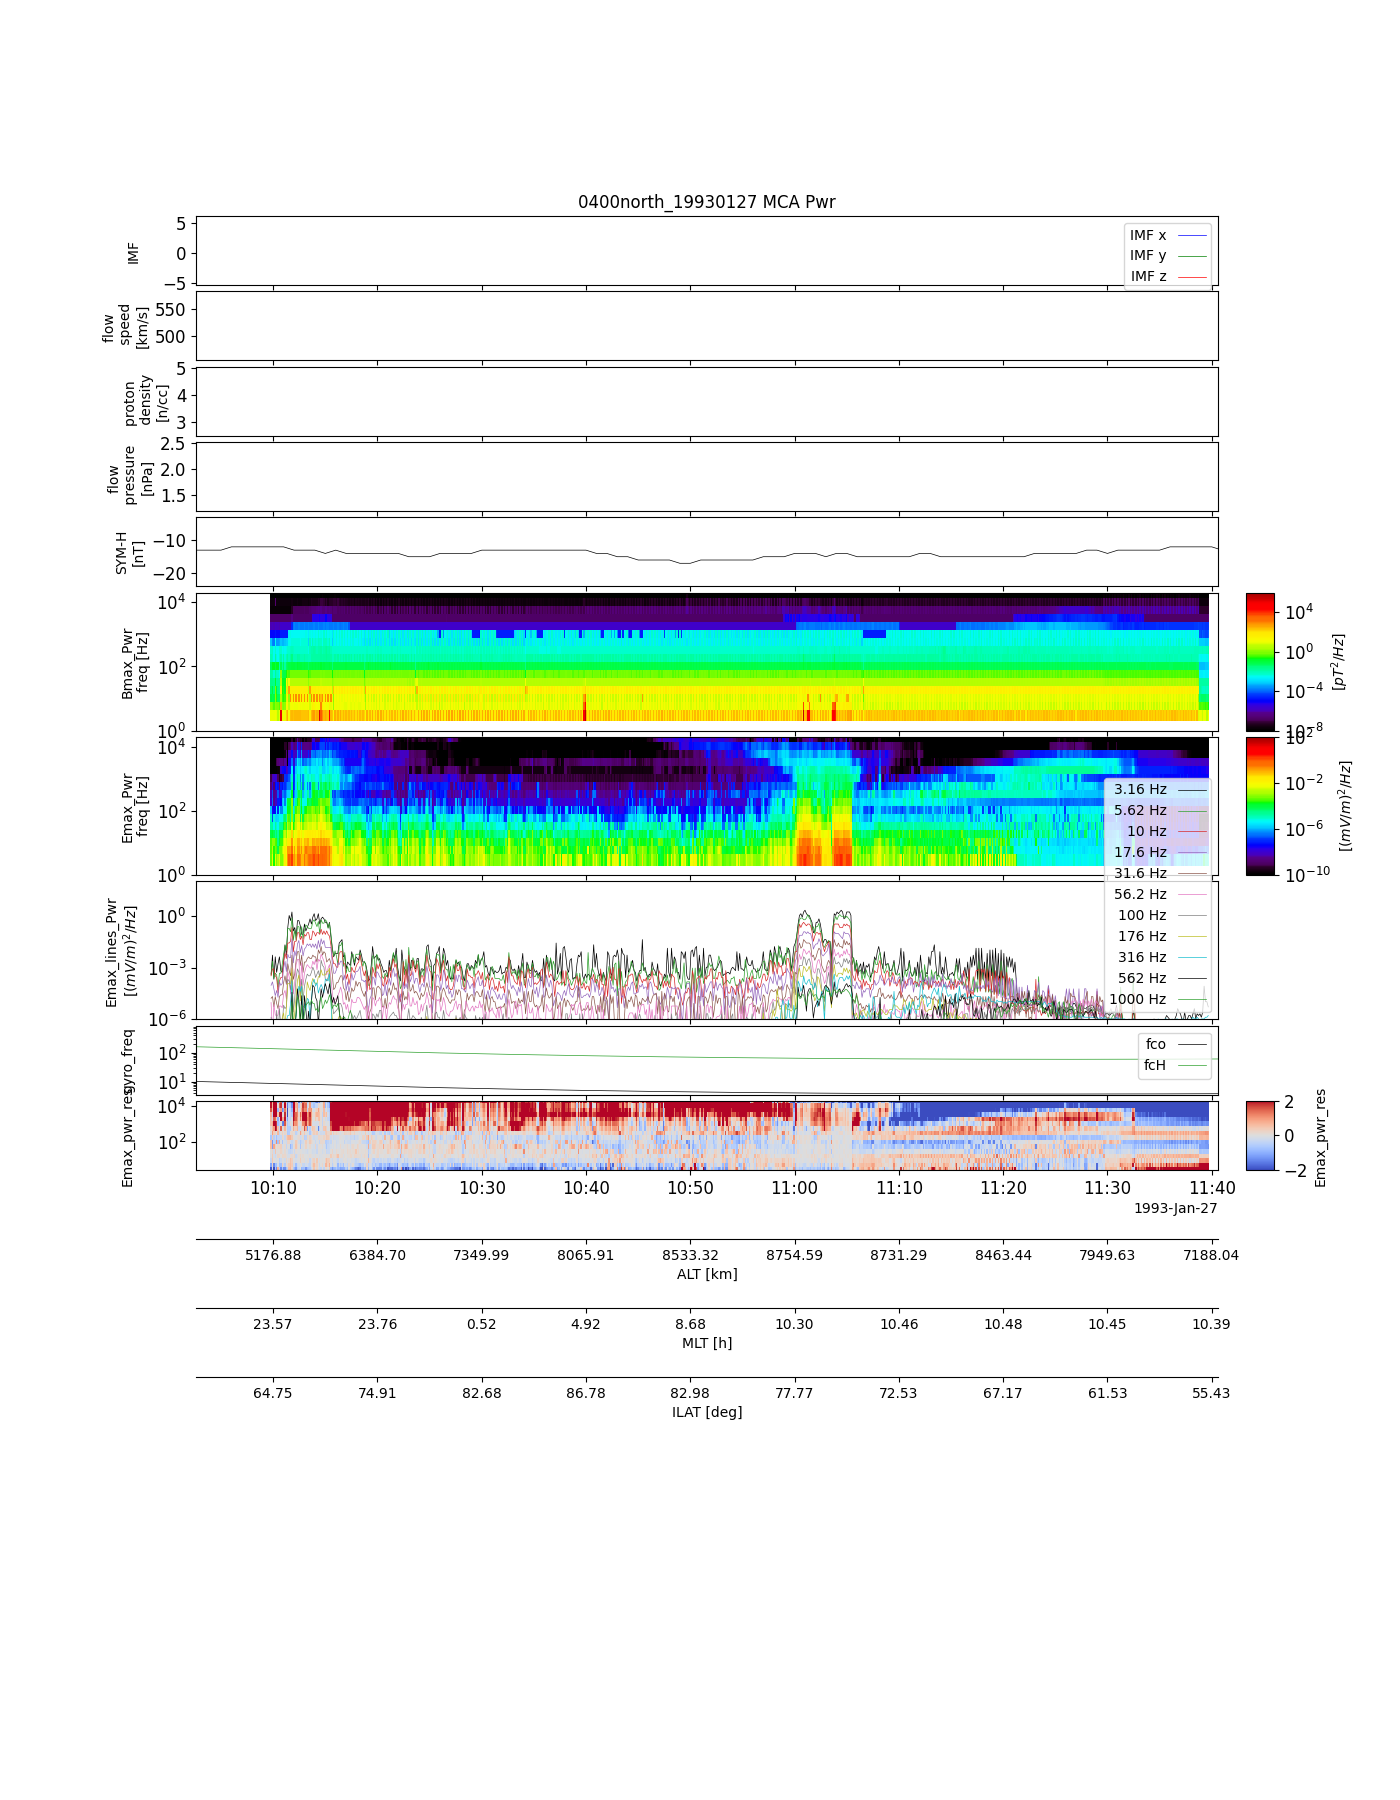 0400north_19930127 MCA Pwr
IMF
5
0
−5
IMF x
IMF y
IMF z
flow
speed
[km/s]
550
500
proton
density
[n/cc]
5
4
3
flow
pressure
[nPa]
2.5
2.0
1.5
SYM-H
[nT]
−10
−20
Bmax_Pwr
freq [Hz]
10^4
10^2
10^0
10^4
10^0
10^−4
10^−8
[pT^2/Hz]
Emax_Pwr
freq [Hz]
10^4
10^2
10^0
10^2
10^−2
10^−6
10^−10
[(mV/m)^2/Hz]
3.16 Hz
5.62 Hz
10 Hz
17.6 Hz
31.6 Hz
56.2 Hz
100 Hz
176 Hz
316 Hz
562 Hz
1000 Hz
Emax_lines_Pwr
[(mV/m)^2/Hz]
10^0
10^−3
10^−6
gyro_freq
10^2
10^1
fco
fcH
Emax_pwr_res
10^4
10^2
2
0
−2
Emax_pwr_res
10:10 10:20 10:30 10:40 10:50 11:00 11:10 11:20 11:30 11:40
1993-Jan-27
5176.88 6384.70 7349.99 8065.91 8533.32 8754.59 8731.29 8463.44 7949.63 7188.04
ALT [km]
23.57 23.76 0.52 4.92 8.68 10.30 10.46 10.48 10.45 10.39
MLT [h]
64.75 74.91 82.68 86.78 82.98 77.77 72.53 67.17 61.53 55.43
ILAT [deg]